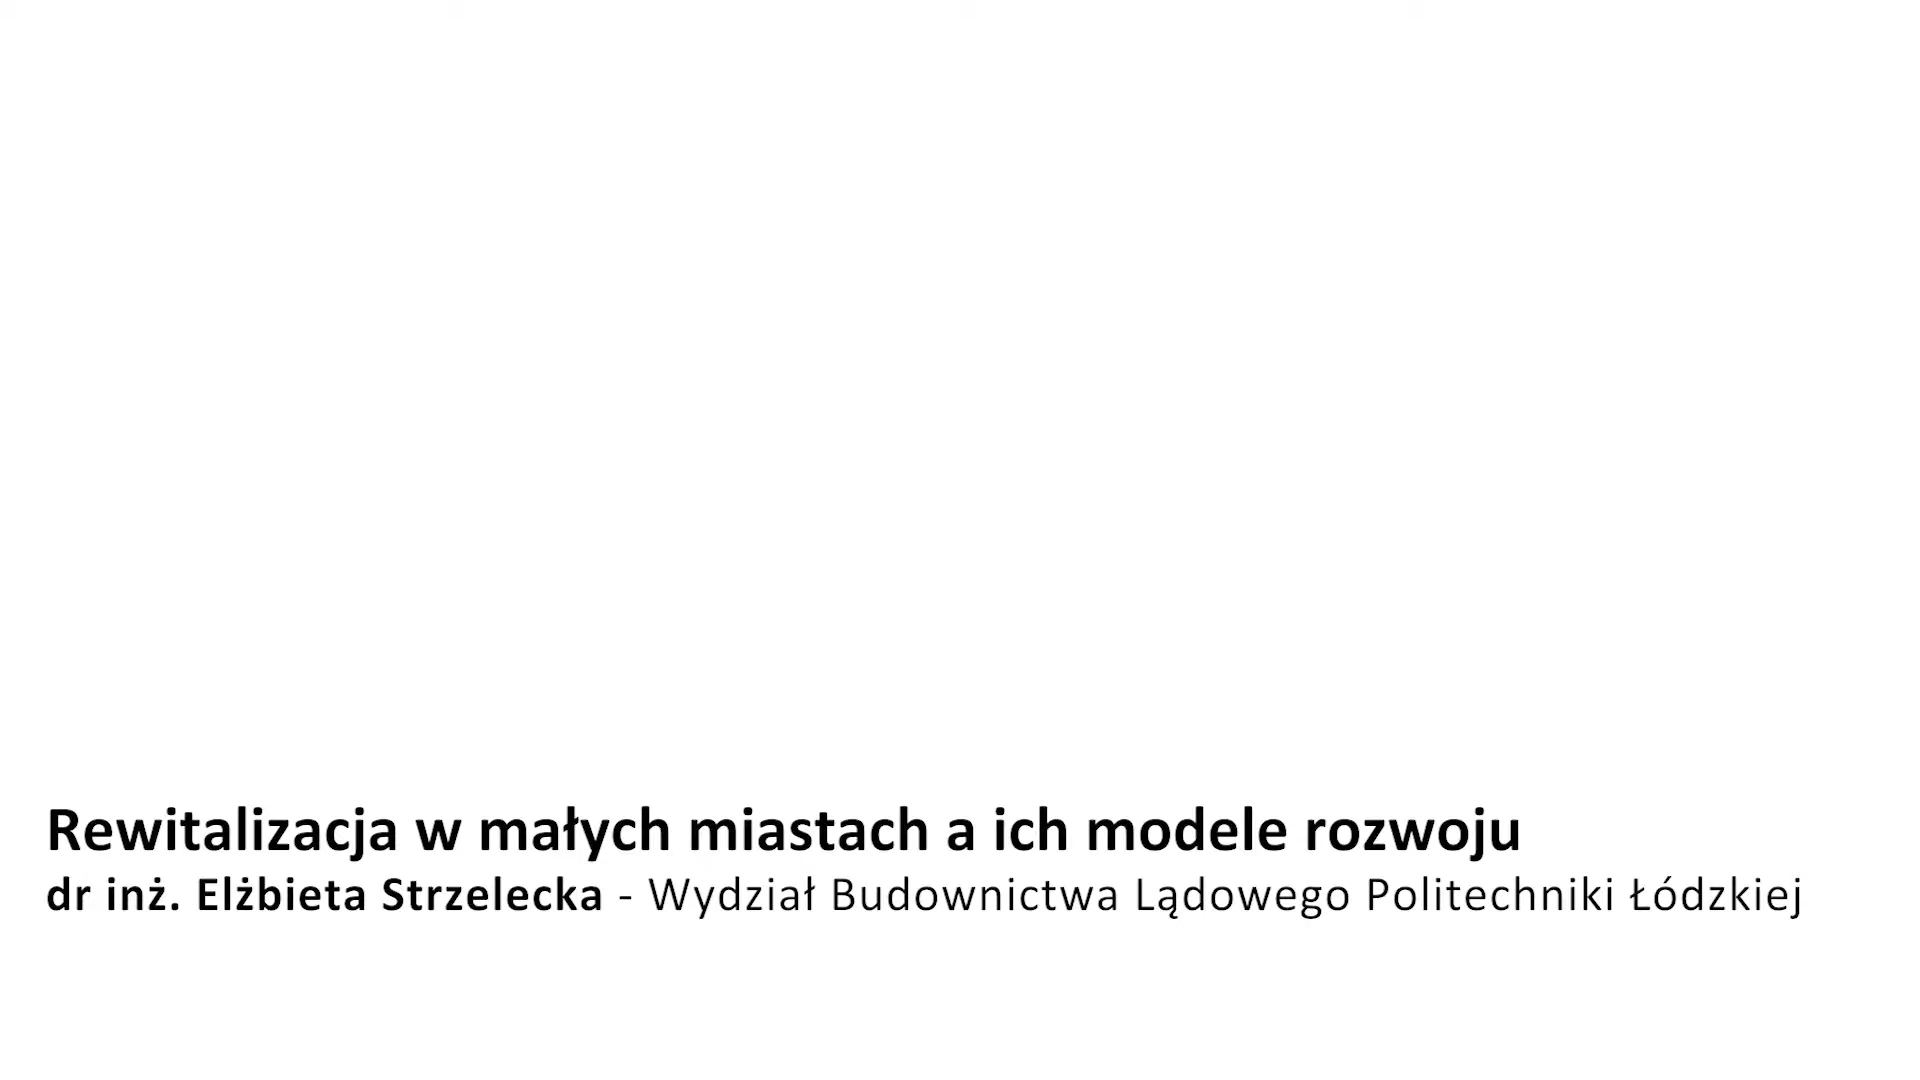 Rewitalizacja w małych miastach a ich modele rozwoju
dr inż. Elżbieta Strzelecka - Wydział Budownictwa Lądowego Politechniki Łódzkiej